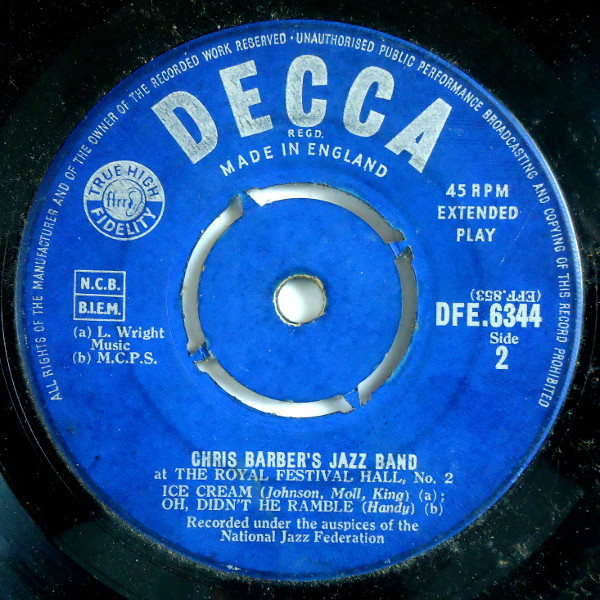 ALL RIGHTS OF THE MANUFACTURER AND OF THE OWNER OF THE RECORDED WORK RESERVED · UNAUTHORISED PUBLIC PERFORMANCE BROADCASTING AND COPYING OF THIS RECORD PROHIBITED
DECCA
REGD.
MADE IN ENGLAND
TRUE HIGH
ffrr
FIDELITY
45 RPM
EXTENDED
PLAY
N.C.B.
B.I.E.M.
(a) L. Wright
Music
(b) M.C.P.S.
(EFF.853)
DFE.6344
Side
2
CHRIS BARBER'S JAZZ BAND
at THE ROYAL FESTIVAL HALL, No. 2
ICE CREAM (Johnson, Moll, King) (a) ;
OH, DIDN'T HE RAMBLE (Handy) (b)
Recorded under the auspices of the
National Jazz Federation